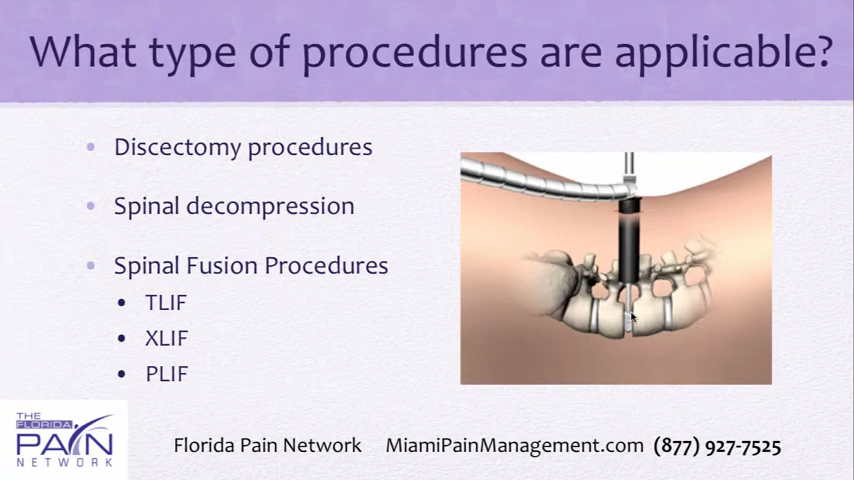 What type of procedures are applicable?
Discectomy procedures
Spinal decompression
Spinal Fusion Procedures
TLIF
XLIF
PLIF
THE
FLORIDA
PAIN
NETWORK
Florida Pain Network MiamiPainManagement.com (877) 927-7525